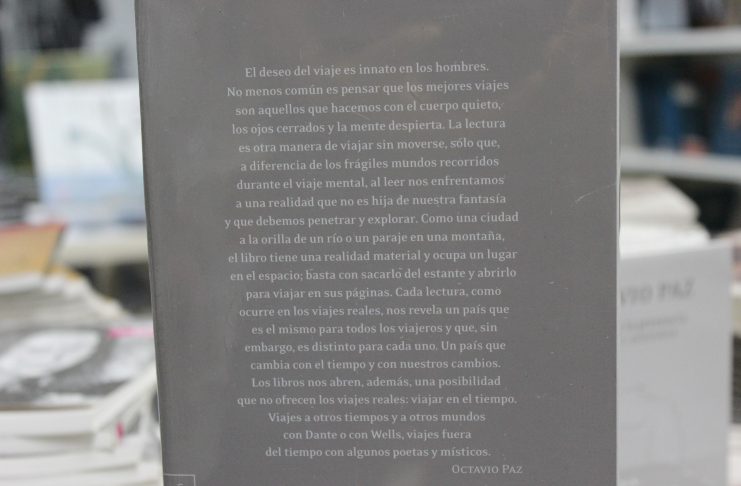 El deseo del viaje es innato en los hombres.
No menos común es pensar que los mejores viajes
son aquellos que hacemos con el cuerpo quieto,
los ojos cerrados y la mente despierta. La lectura
es otra manera de viajar sin moverse, sólo que,
a diferencia de los frágiles mundos recorridos
durante el viaje mental, al leer nos enfrentamos
a una realidad que no es hija de nuestra fantasía
y que debemos penetrar y explorar. Como una ciudad
a la orilla de un río o un paraje en una montaña,
el libro tiene una realidad material y ocupa un lugar
en el espacio; basta con sacarlo del estante y abrirlo
para viajar en sus páginas. Cada lectura, como
ocurre en los viajes reales, nos revela un país que
es el mismo para todos los viajeros y que, sin
embargo, es distinto para cada uno. Un país que
cambia con el tiempo y con nuestros cambios.
Los libros nos abren, además, una posibilidad
que no ofrecen los viajes reales: viajar en el tiempo.
Viajes a otros tiempos y a otros mundos
con Dante o con Wells, viajes fuera
del tiempo con algunos poetas y místicos.
OCTAVIO PAZ
VIO PAZ